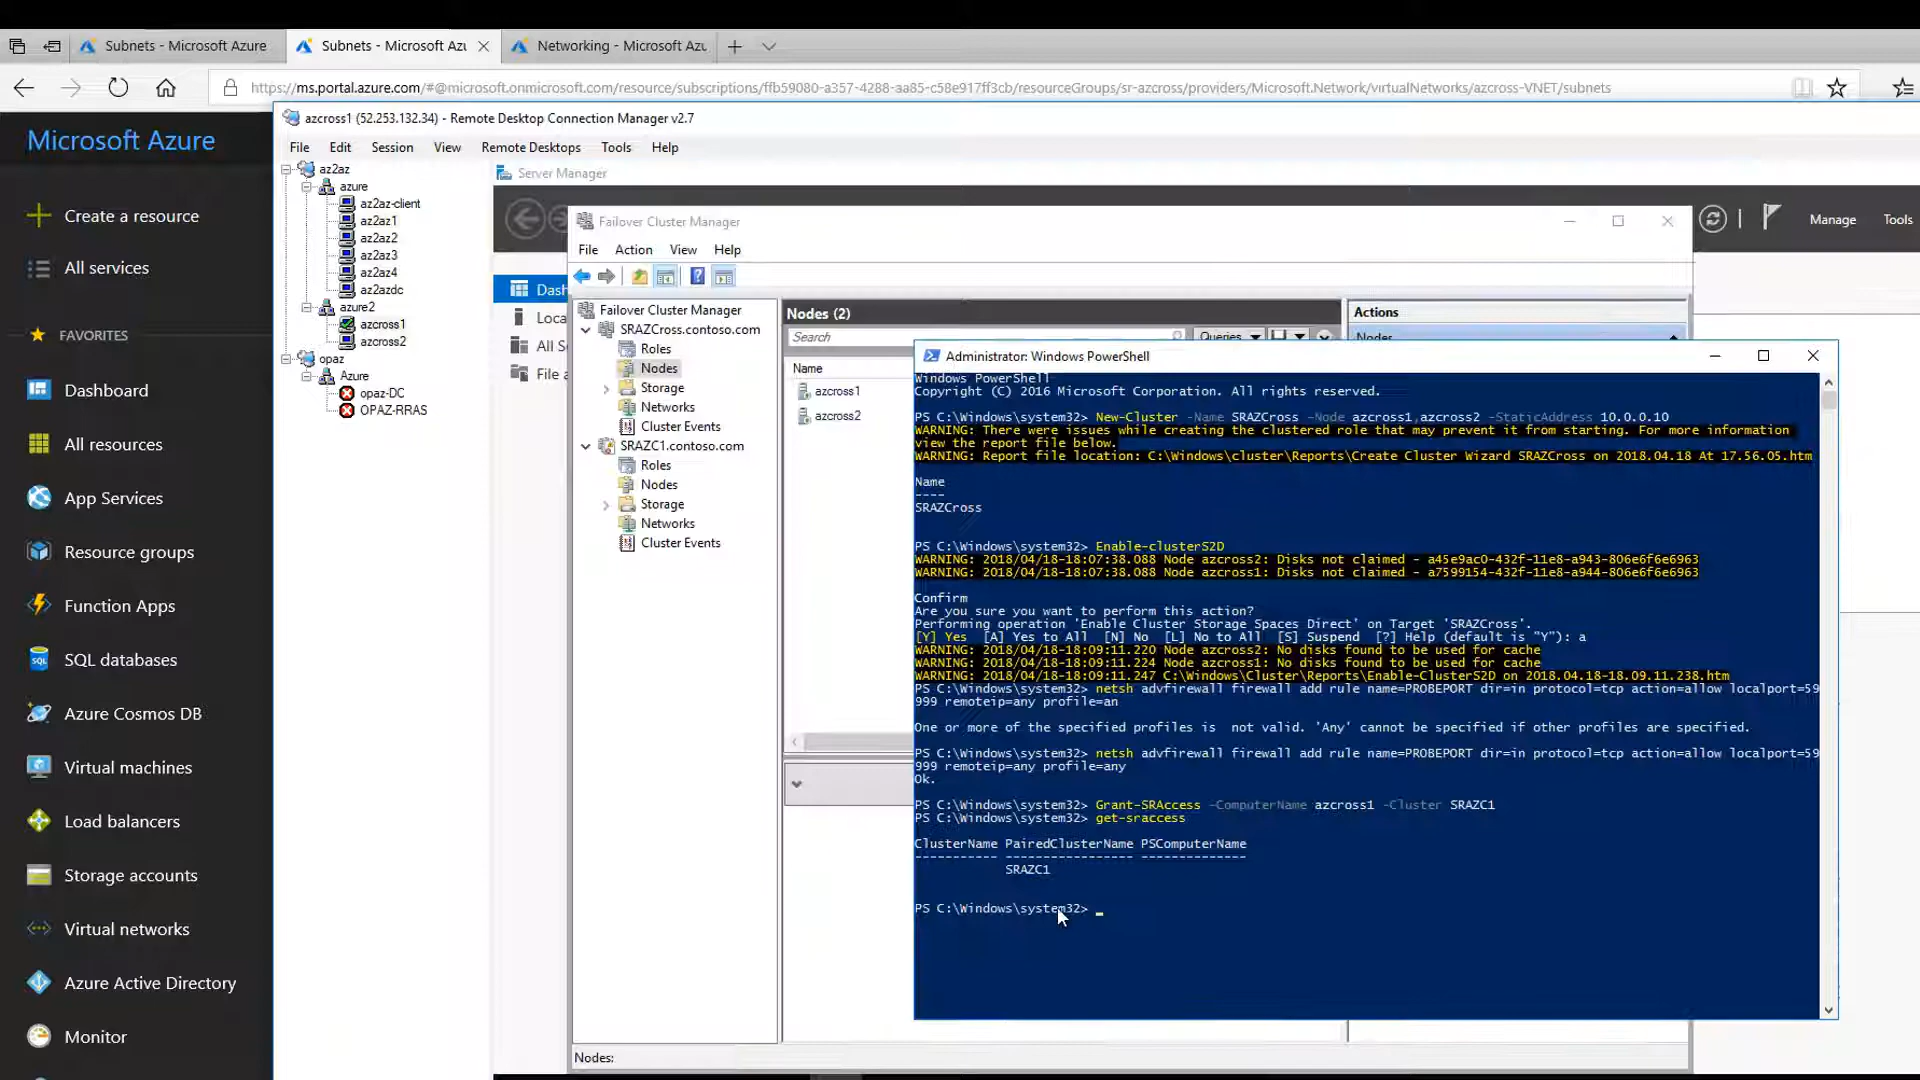 Subnets - Microsoft Azure
Subnets - Microsoft Azu
Networking - Microsoft Azu
https://ms.portal.azure.com/#@microsoft.onmicrosoft.com/resource/subscriptions/ffb59080-a357-4288-aa85-c58e917ff3cb/resourceGroups/sr-azcross/providers/Microsoft.Network/virtualNetworks/azcross-VNET/subnets
Microsoft Azure
Create a resource
All services
FAVORITES
Dashboard
All resources
App Services
Resource groups
Function Apps
SQL databases
Azure Cosmos DB
Virtual machines
Load balancers
Storage accounts
Virtual networks
Azure Active Directory
Monitor
azcross1 (52.253.132.34) - Remote Desktop Connection Manager v2.7
File Edit Session View Remote Desktops Tools Help
az2az
azure
az2az-client
az2az1
az2az2
az2az3
az2az4
az2azdc
azure2
azcross1
azcross2
opaz
Azure
opaz-DC
OPAZ-RRAS
Server Manager
Manage Tools
Dash
Loca
All S
File a
Failover Cluster Manager
File Action View Help
Failover Cluster Manager
SRAZCross.contoso.com
Roles
Nodes
Storage
Networks
Cluster Events
SRAZC1.contoso.com
Roles
Nodes
Storage
Networks
Cluster Events
Nodes (2)
Search
Queries
Name
azcross1
azcross2
Actions
Nodes
Nodes:
Administrator: Windows PowerShell
Windows PowerShell
Copyright (C) 2016 Microsoft Corporation. All rights reserved.
PS C:\Windows\system32> New-Cluster -Name SRAZCross -Node azcross1,azcross2 -StaticAddress 10.0.0.10
WARNING: There were issues while creating the clustered role that may prevent it from starting. For more information
view the report file below.
WARNING: Report file location: C:\Windows\cluster\Reports\Create Cluster Wizard SRAZCross on 2018.04.18 At 17.56.05.htm
Name
----
SRAZCross
PS C:\Windows\system32> Enable-clusterS2D
WARNING: 2018/04/18-18:07:38.088 Node azcross2: Disks not claimed - a45e9ac0-432f-11e8-a943-806e6f6e6963
WARNING: 2018/04/18-18:07:38.088 Node azcross1: Disks not claimed - a7599154-432f-11e8-a944-806e6f6e6963
Confirm
Are you sure you want to perform this action?
Performing operation 'Enable Cluster Storage Spaces Direct' on Target 'SRAZCross'.
[Y] Yes [A] Yes to All [N] No [L] No to All [S] Suspend [?] Help (default is "Y"): a
WARNING: 2018/04/18-18:09:11.220 Node azcross2: No disks found to be used for cache
WARNING: 2018/04/18-18:09:11.224 Node azcross1: No disks found to be used for cache
WARNING: 2018/04/18-18:09:11.247 C:\Windows\Cluster\Reports\Enable-ClusterS2D on 2018.04.18-18.09.11.238.htm
PS C:\Windows\system32> netsh advfirewall firewall add rule name=PROBEPORT dir=in protocol=tcp action=allow localport=59
999 remoteip=any profile=an
One or more of the specified profiles is not valid. 'Any' cannot be specified if other profiles are specified.
PS C:\Windows\system32> netsh advfirewall firewall add rule name=PROBEPORT dir=in protocol=tcp action=allow localport=59
999 remoteip=any profile=any
Ok.
PS C:\Windows\system32> Grant-SRAccess -ComputerName azcross1 -Cluster SRAZC1
PS C:\Windows\system32> get-sraccess
ClusterName PairedClusterName PSComputerName
----------- ----------------- --------------
SRAZC1
PS C:\Windows\system32>